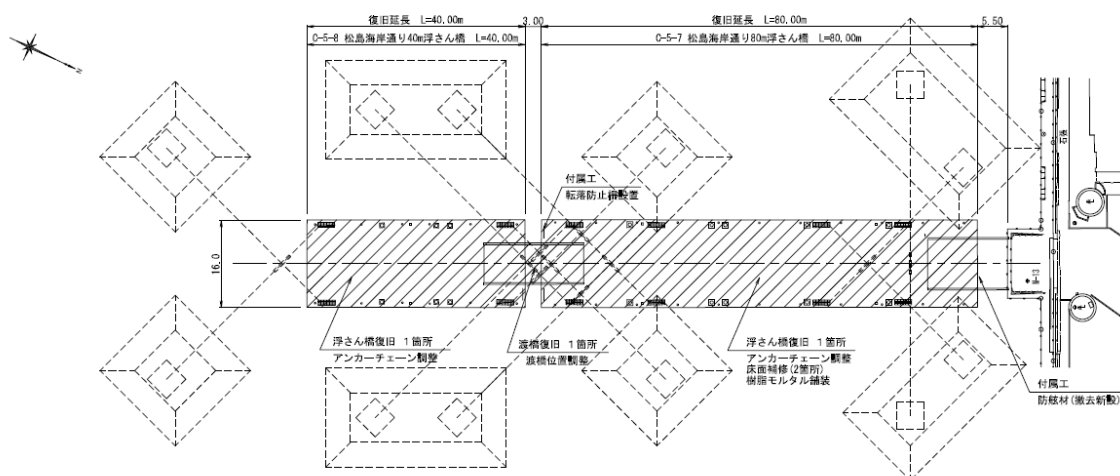 復旧延長 L=40.00m
3.00
復旧延長 L=80.00m
5.50
C-5-8 松島海岸通り40m浮さん橋 L=40.00m
C-5-7 松島海岸通り80m浮さん橋 L=80.00m
N
付属工
転落防止網設置
16.0
M-13
浮さん橋復旧 1箇所
アンカーチェーン調整
渡橋復旧 1箇所
渡橋位置調整
浮さん橋復旧 1箇所
アンカーチェーン調整
床面補修(2箇所)
樹脂モルタル舗装
付属工
防舷材(撤去新設)